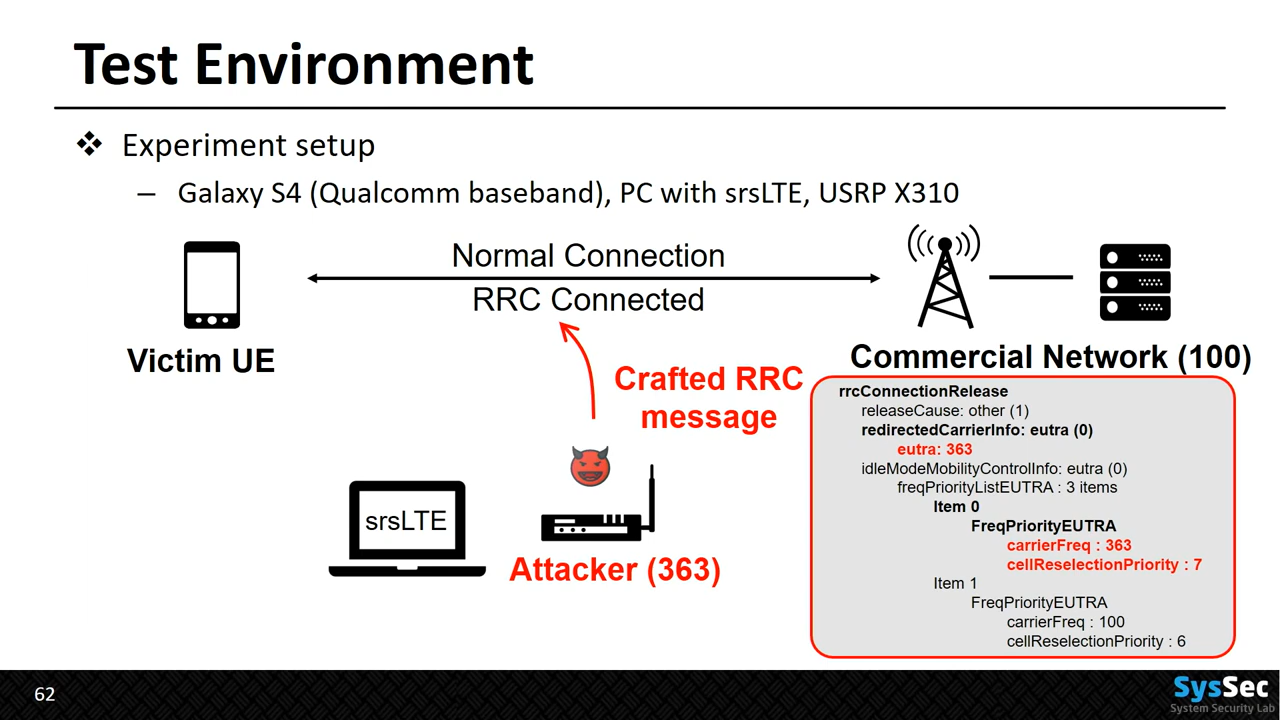 Test Environment
❖ Experiment setup
– Galaxy S4 (Qualcomm baseband), PC with srsLTE, USRP X310
Normal Connection
RRC Connected
Victim UE
Commercial Network (100)
Crafted RRC
message
srsLTE
Attacker (363)
rrcConnectionRelease
releaseCause: other (1)
redirectedCarrierInfo: eutra (0)
eutra: 363
idleModeMobilityControlInfo: eutra (0)
freqPriorityListEUTRA : 3 items
Item 0
FreqPriorityEUTRA
carrierFreq : 363
cellReselectionPriority : 7
Item 1
FreqPriorityEUTRA
carrierFreq : 100
cellReselectionPriority : 6
62
SysSec
System Security Lab